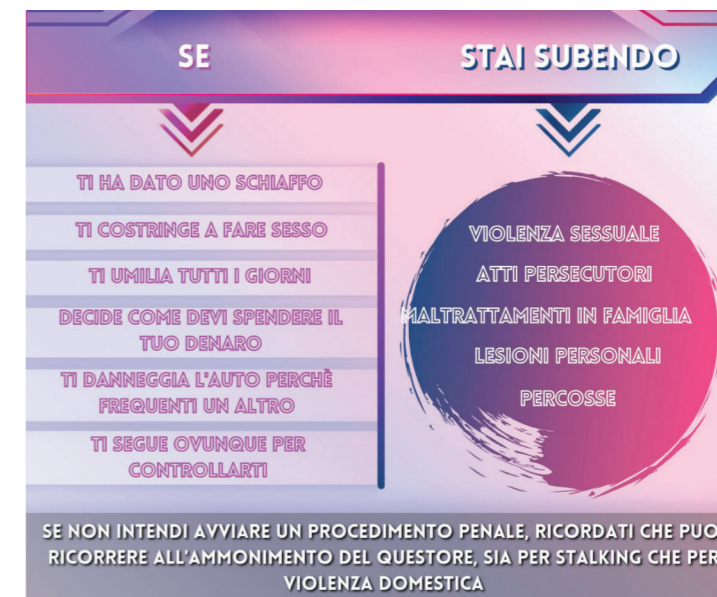 SE
STAI SUBENDO
TI HA DATO UNO SCHIAFFO
TI COSTRINGE A FARE SESSO
TI UMILIA TUTTI I GIORNI
DECIDE COME DEVI SPENDERE IL
TUO DENARO
TI DANNEGGIA L'AUTO PERCHÈ
FREQUENTI UN ALTRO
TI SEGUE OVUNQUE PER
CONTROLLARTI
VIOLENZA SESSUALE
ATTI PERSECUTORI
MALTRATTAMENTI IN FAMIGLIA
LESIONI PERSONALI
PERCOSSE
SE NON INTENDI AVVIARE UN PROCEDIMENTO PENALE, RICORDATI CHE PUO
RICORRERE ALL'AMMONIMENTO DEL QUESTORE, SIA PER STALKING CHE PER
VIOLENZA DOMESTICA